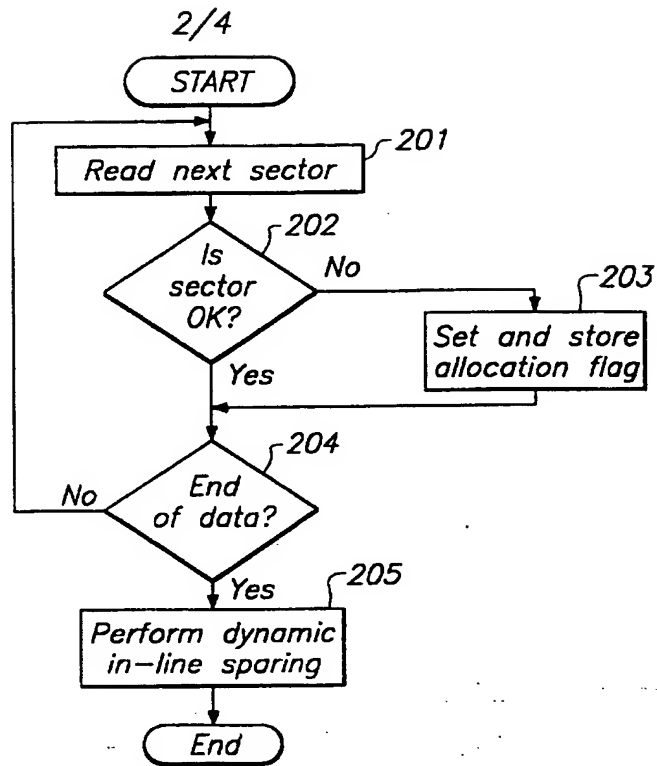 2/4
START
Read next sector
201
202
Is
sector
OK?
No
203
Set and store
allocation flag
Yes
204
No
End
of data?
Yes
205
Perform dynamic
in-line sparing
End